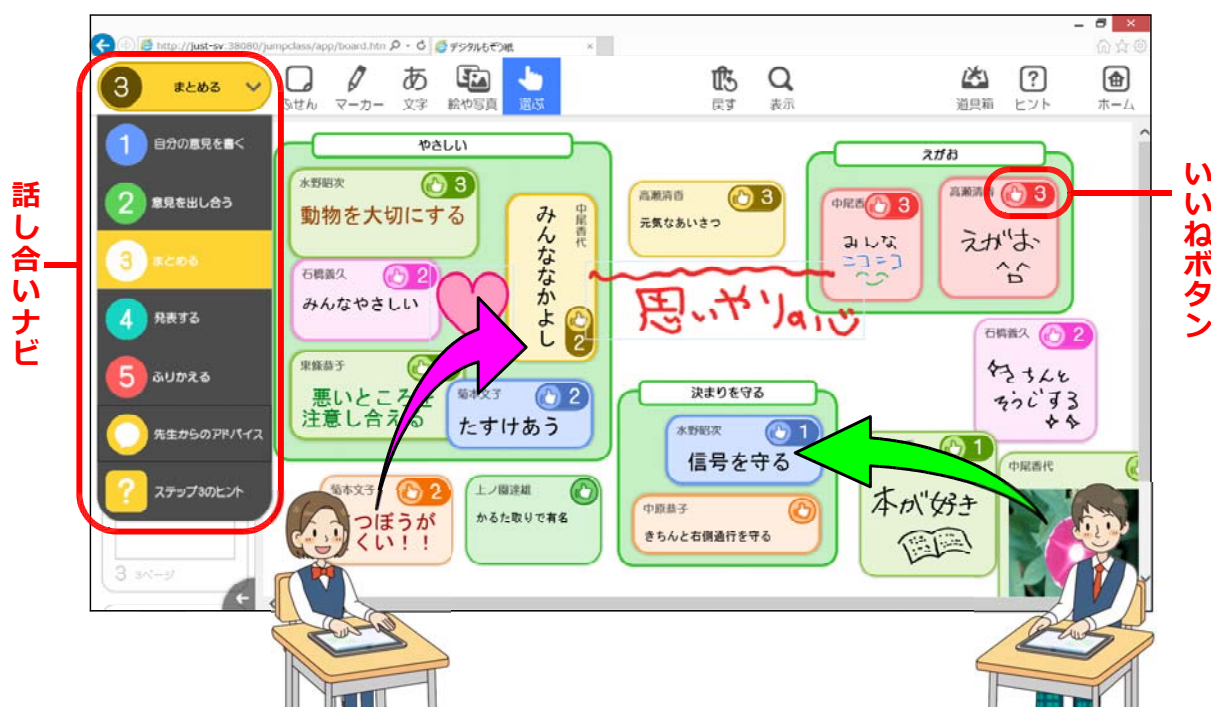 http://just-sv:38080/jumpclass/app/board.htm
デジタルもぞう紙
3 まとめる
ふせん
マーカー
文字
絵や写真
選ぶ
戻す
表示
道具箱
ヒント
ホーム
1 自分の意見を書く
2 意見を出し合う
3 まとめる
4 発表する
5 ふりかえる
先生からのアドバイス
? ステップ3のヒント
3 3ページ
話し合いナビ
いいねボタン
やさしい
水野昭次 3
動物を大切にする
石橋義久 2
みんなやさしい
東條恭子
悪いところを
注意し合える
中尾香代
みんななかよし
2
菊本文子 2
たすけあう
高瀬清香 3
元気なあいさつ
思いやりの心
えがお
中尾香 3
みんな
ニコニコ
高瀬清香 3
えがお
石橋義久 2
きちんと
そうじする
決まりを守る
水野昭次 1
信号を守る
中原恭子
きちんと右側通行を守る
1
本が好き
中尾香代
菊本文子 2
つぽうが
くい!!
上ノ園達雄
かるた取りで有名